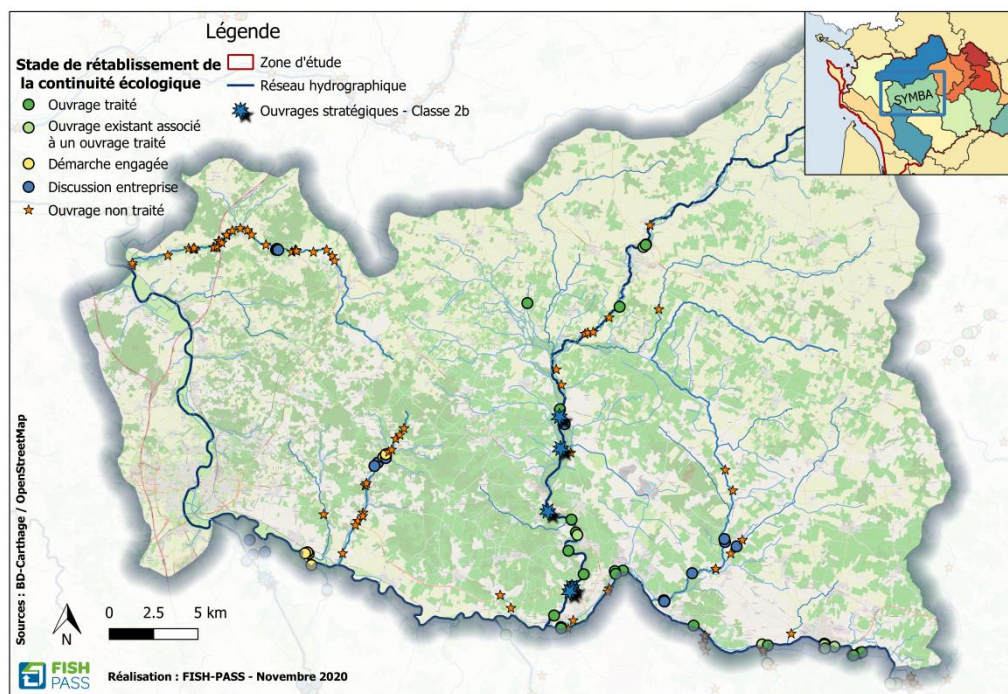 Légende
Stade de rétablissement de
la continuité écologique
Ouvrage traité
Ouvrage existant associé
à un ouvrage traité
Démarche engagée
Discussion entreprise
Ouvrage non traité
Zone d'étude
Réseau hydrographique
Ouvrages stratégiques - Classe 2b
SYMBA
Sources : BD-Carthage / OpenStreetMap
N
0 2.5 5 km
FISH
PASS
Réalisation : FISH-PASS - Novembre 2020